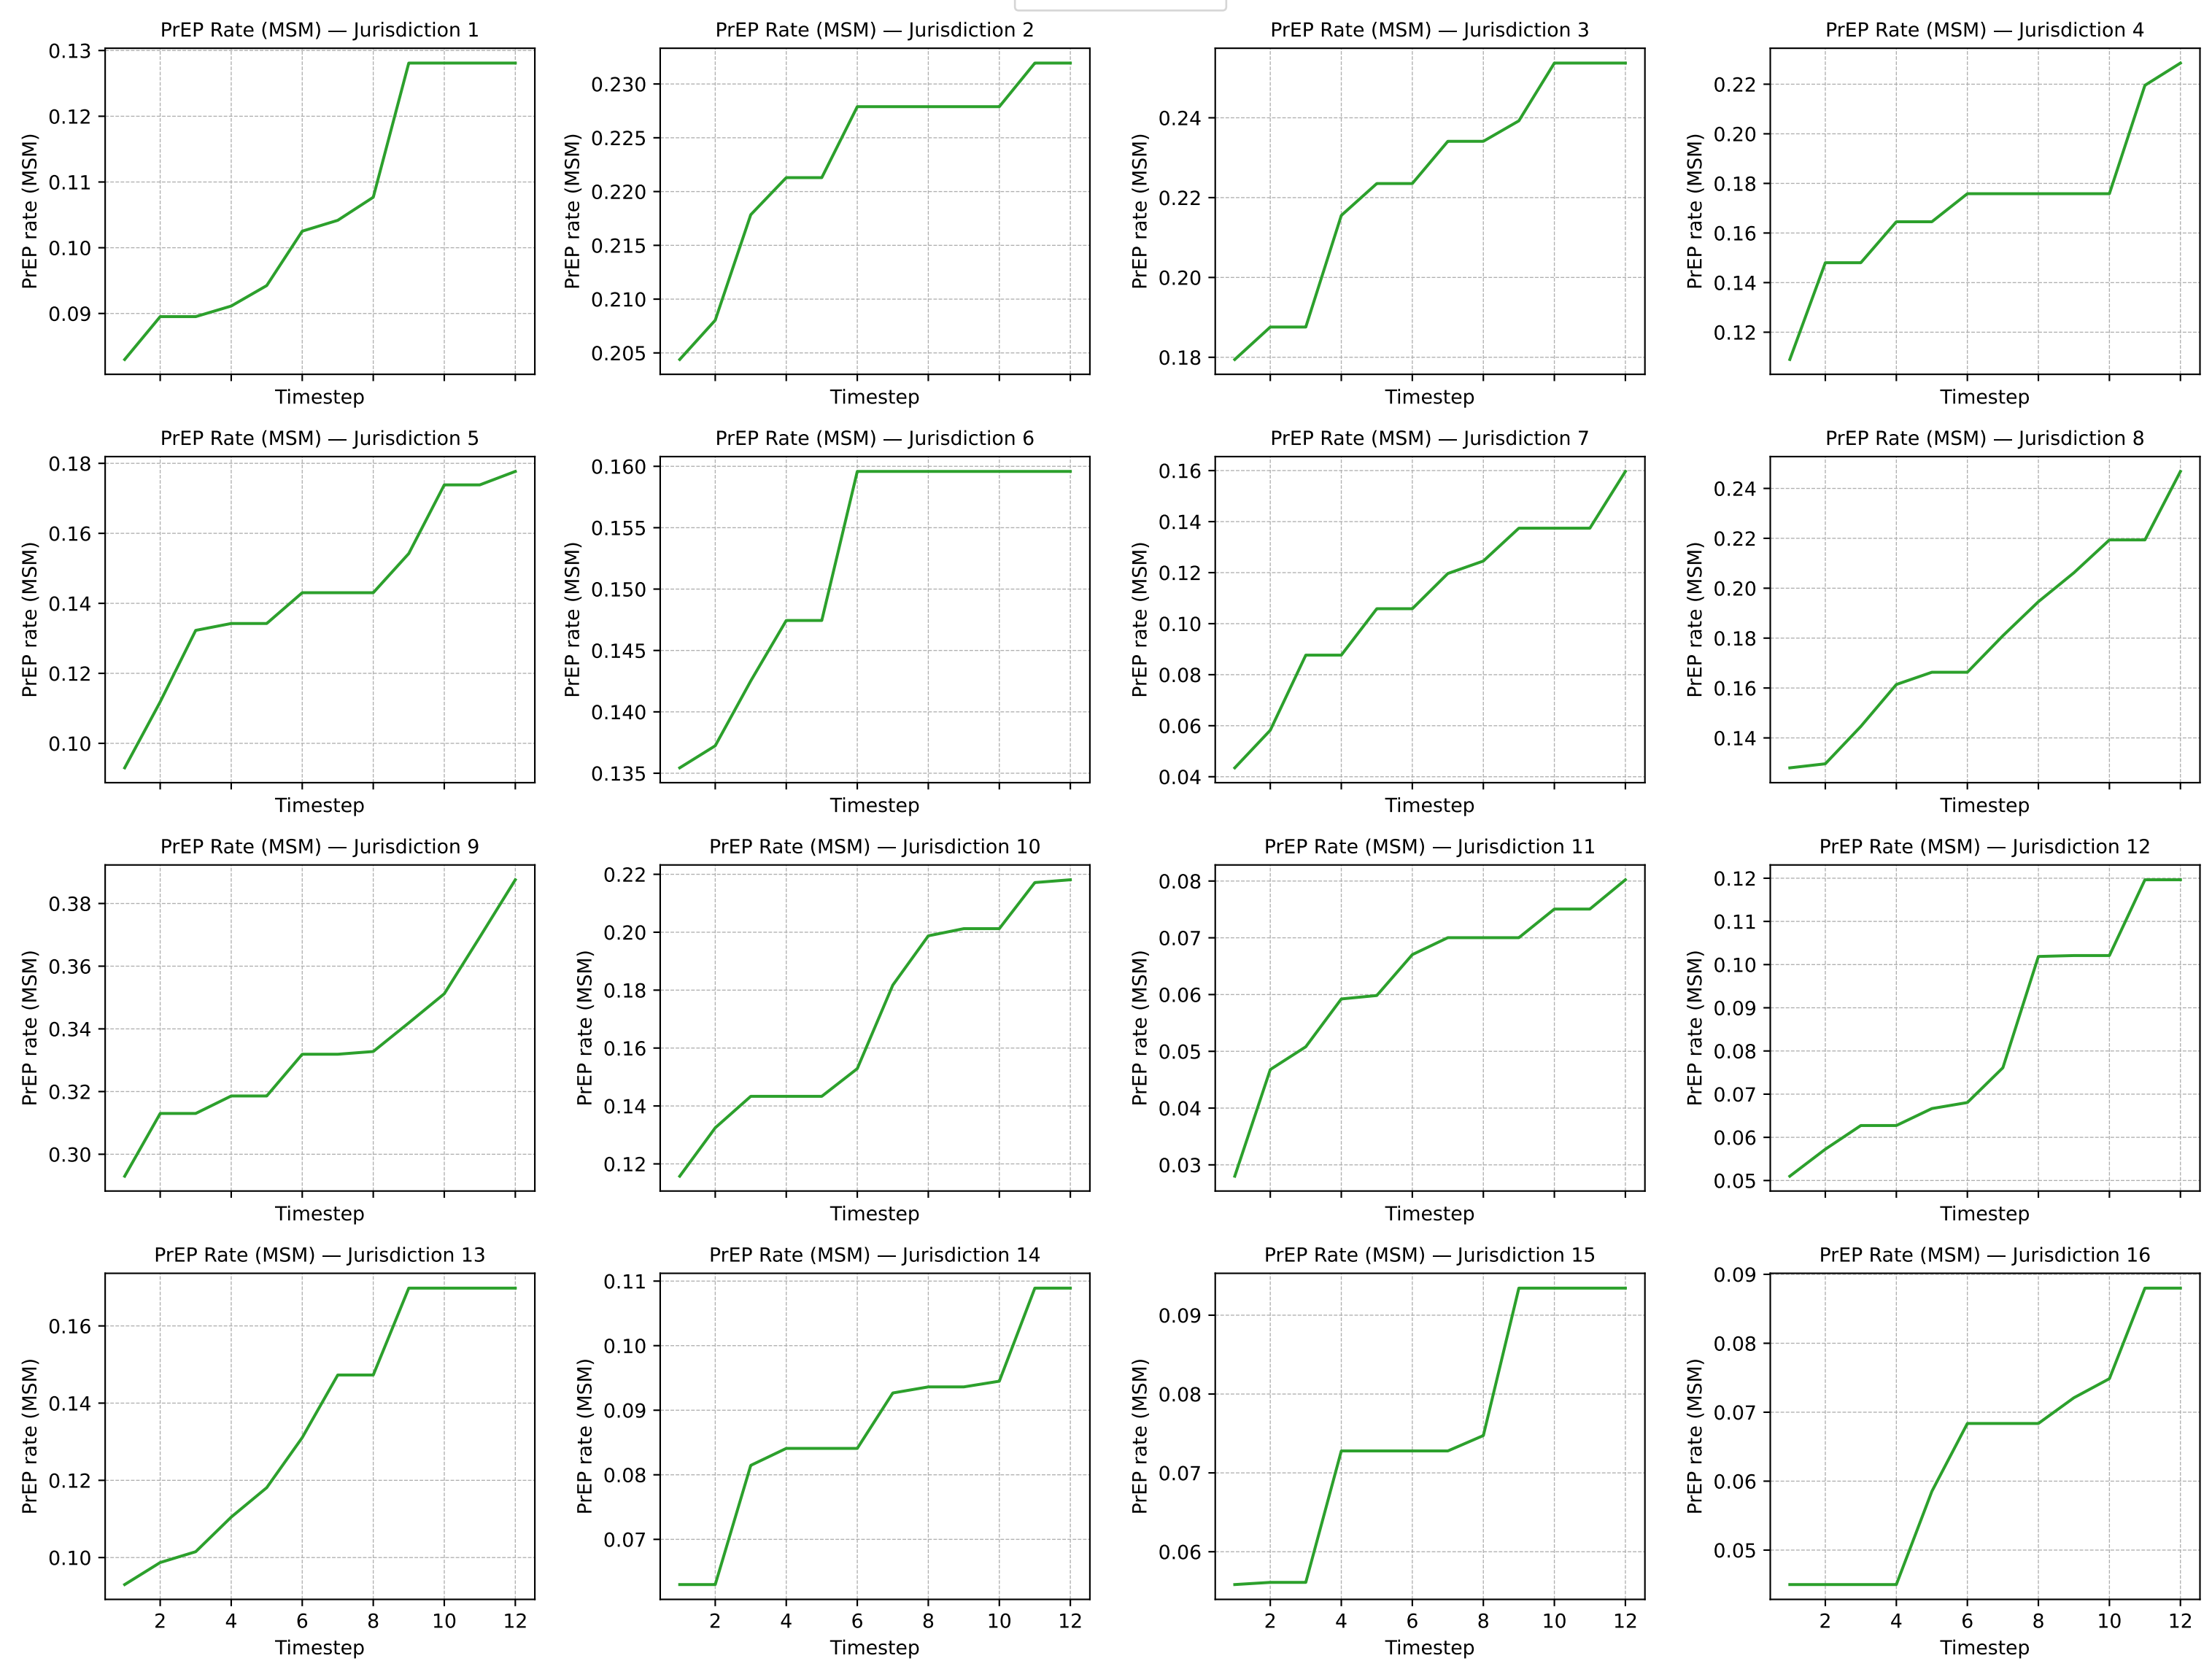 PrEP Rate (MSM) — Jurisdiction 1
PrEP Rate (MSM) — Jurisdiction 2
PrEP Rate (MSM) — Jurisdiction 3
PrEP Rate (MSM) — Jurisdiction 4
PrEP rate (MSM)
0.13
0.12
0.11
0.10
0.09
Timestep
PrEP rate (MSM)
0.230
0.225
0.220
0.215
0.210
0.205
Timestep
PrEP rate (MSM)
0.24
0.22
0.20
0.18
Timestep
PrEP rate (MSM)
0.22
0.20
0.18
0.16
0.14
0.12
Timestep
PrEP Rate (MSM) — Jurisdiction 5
PrEP Rate (MSM) — Jurisdiction 6
PrEP Rate (MSM) — Jurisdiction 7
PrEP Rate (MSM) — Jurisdiction 8
PrEP rate (MSM)
0.18
0.16
0.14
0.12
0.10
Timestep
PrEP rate (MSM)
0.160
0.155
0.150
0.145
0.140
0.135
Timestep
PrEP rate (MSM)
0.16
0.14
0.12
0.10
0.08
0.06
0.04
Timestep
PrEP rate (MSM)
0.24
0.22
0.20
0.18
0.16
0.14
Timestep
PrEP Rate (MSM) — Jurisdiction 9
PrEP Rate (MSM) — Jurisdiction 10
PrEP Rate (MSM) — Jurisdiction 11
PrEP Rate (MSM) — Jurisdiction 12
PrEP rate (MSM)
0.38
0.36
0.34
0.32
0.30
Timestep
PrEP rate (MSM)
0.22
0.20
0.18
0.16
0.14
0.12
Timestep
PrEP rate (MSM)
0.08
0.07
0.06
0.05
0.04
0.03
Timestep
PrEP rate (MSM)
0.12
0.11
0.10
0.09
0.08
0.07
0.06
0.05
Timestep
PrEP Rate (MSM) — Jurisdiction 13
PrEP Rate (MSM) — Jurisdiction 14
PrEP Rate (MSM) — Jurisdiction 15
PrEP Rate (MSM) — Jurisdiction 16
PrEP rate (MSM)
0.16
0.14
0.12
0.10
2 4 6 8 10 12
Timestep
PrEP rate (MSM)
0.11
0.10
0.09
0.08
0.07
2 4 6 8 10 12
Timestep
PrEP rate (MSM)
0.09
0.08
0.07
0.06
2 4 6 8 10 12
Timestep
PrEP rate (MSM)
0.09
0.08
0.07
0.06
0.05
2 4 6 8 10 12
Timestep